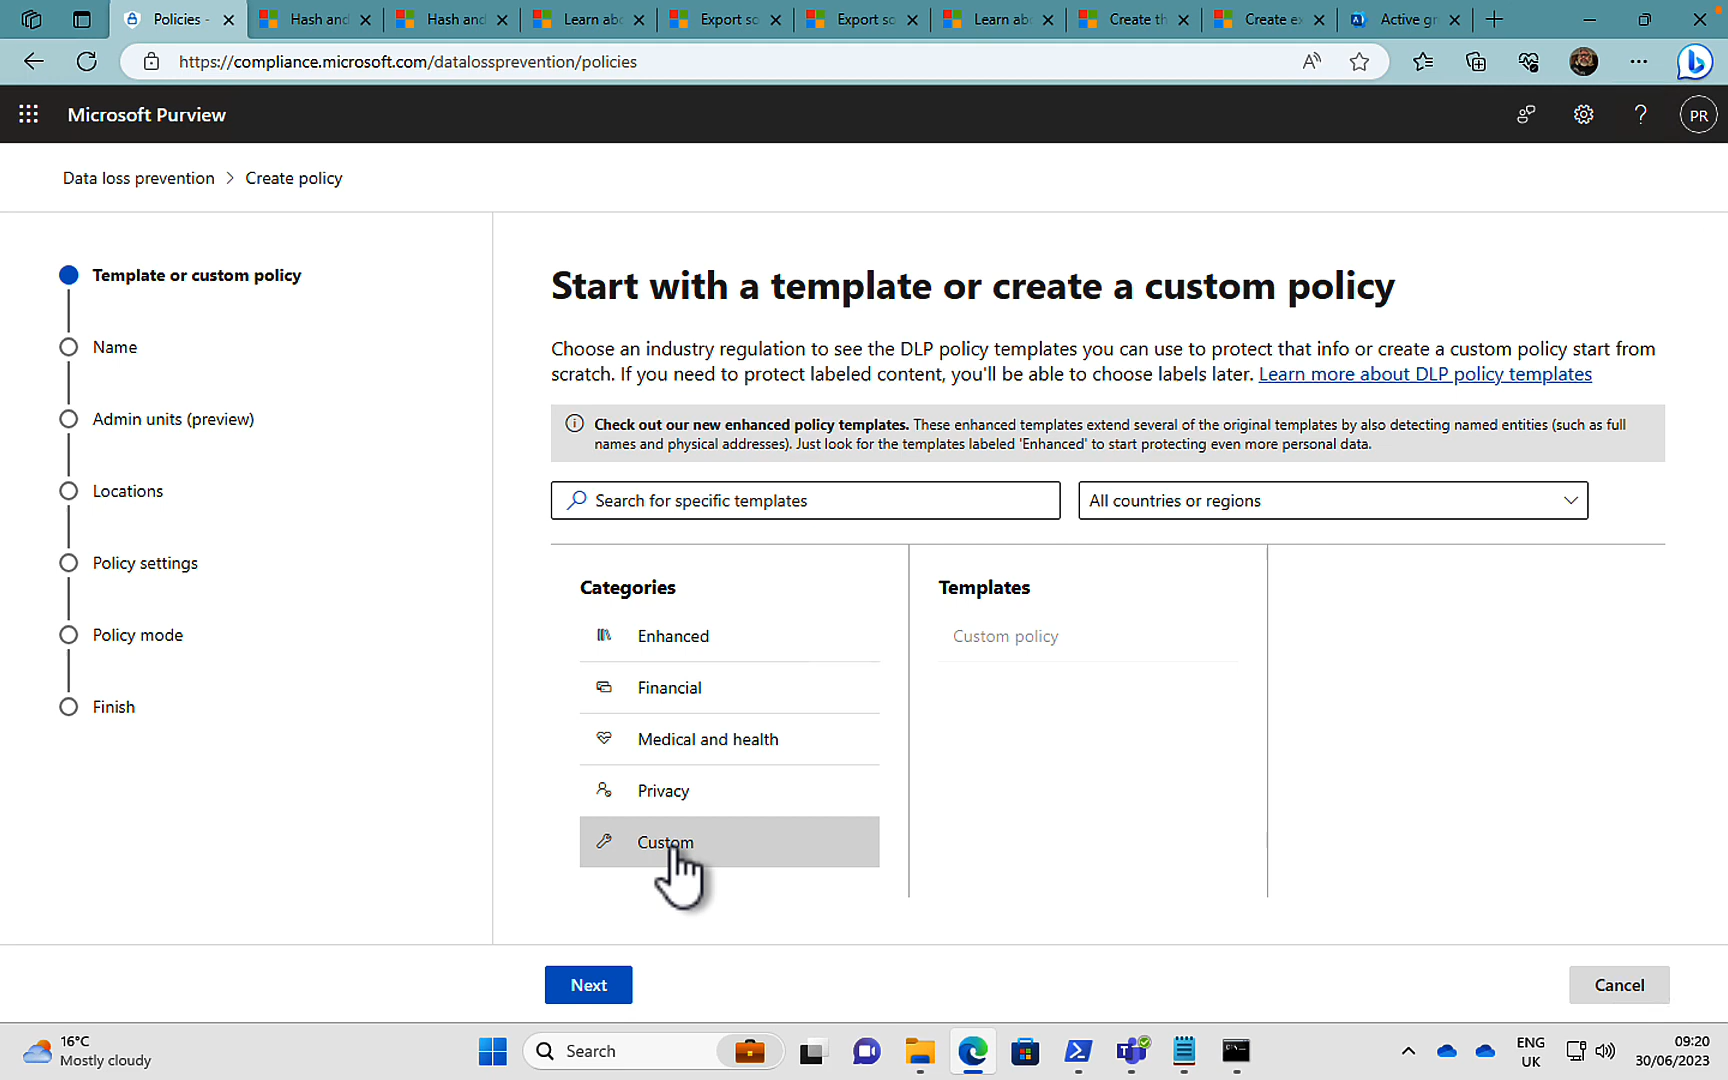 Policies -
Hash and
Hash and
Learn abo
Export so
Export so
Learn abo
Create th
Create ex
Active gr
https://compliance.microsoft.com/datalossprevention/policies
Microsoft Purview
PR
Data loss prevention > Create policy
Template or custom policy
Name
Admin units (preview)
Locations
Policy settings
Policy mode
Finish
Start with a template or create a custom policy
Choose an industry regulation to see the DLP policy templates you can use to protect that info or create a custom policy start from
scratch. If you need to protect labeled content, you'll be able to choose labels later. Learn more about DLP policy templates
Check out our new enhanced policy templates. These enhanced templates extend several of the original templates by also detecting named entities (such as full
names and physical addresses). Just look for the templates labeled 'Enhanced' to start protecting even more personal data.
Search for specific templates
All countries or regions
Categories
Enhanced
Financial
Medical and health
Privacy
Custom
Templates
Custom policy
Next
Cancel
16°C
Mostly cloudy
Search
ENG
UK
09:20
30/06/2023